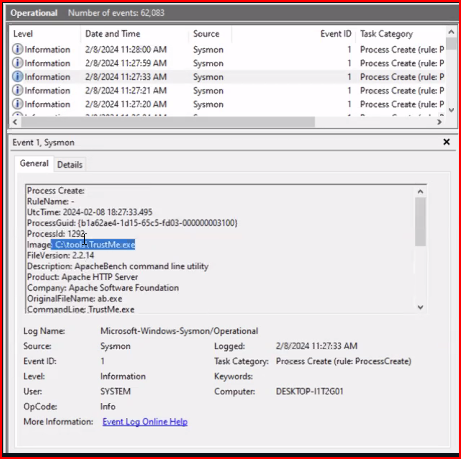 Operational Number of events: 62,083
Level Date and Time Source Event ID Task Category
Information 2/8/2024 11:28:00 AM Sysmon 1 Process Create (rule: P
Information 2/8/2024 11:27:59 AM Sysmon 1 Process Create (rule: P
Information 2/8/2024 11:27:33 AM Sysmon 1 Process Create (rule: P
Information 2/8/2024 11:27:21 AM Sysmon 1 Process Create (rule: P
Information 2/8/2024 11:27:20 AM Sysmon 1 Process Create (rule: P
Event 1, Sysmon
General Details
Process Create:
RuleName: -
UtcTime: 2024-02-08 18:27:33.495
ProcessGuid: {b1a62ae4-1d15-65c5-fd03-000000003100}
ProcessId: 1292
Image: C:\tools\TrustMe.exe
FileVersion: 2.2.14
Description: ApacheBench command line utility
Product: Apache HTTP Server
Company: Apache Software Foundation
OriginalFileName: ab.exe
CommandLine: TrustMe.exe
Log Name: Microsoft-Windows-Sysmon/Operational
Source: Sysmon Logged: 2/8/2024 11:27:33 AM
Event ID: 1 Task Category: Process Create (rule: ProcessCreate)
Level: Information Keywords:
User: SYSTEM Computer: DESKTOP-I1T2G01
OpCode: Info
More Information: Event Log Online Help